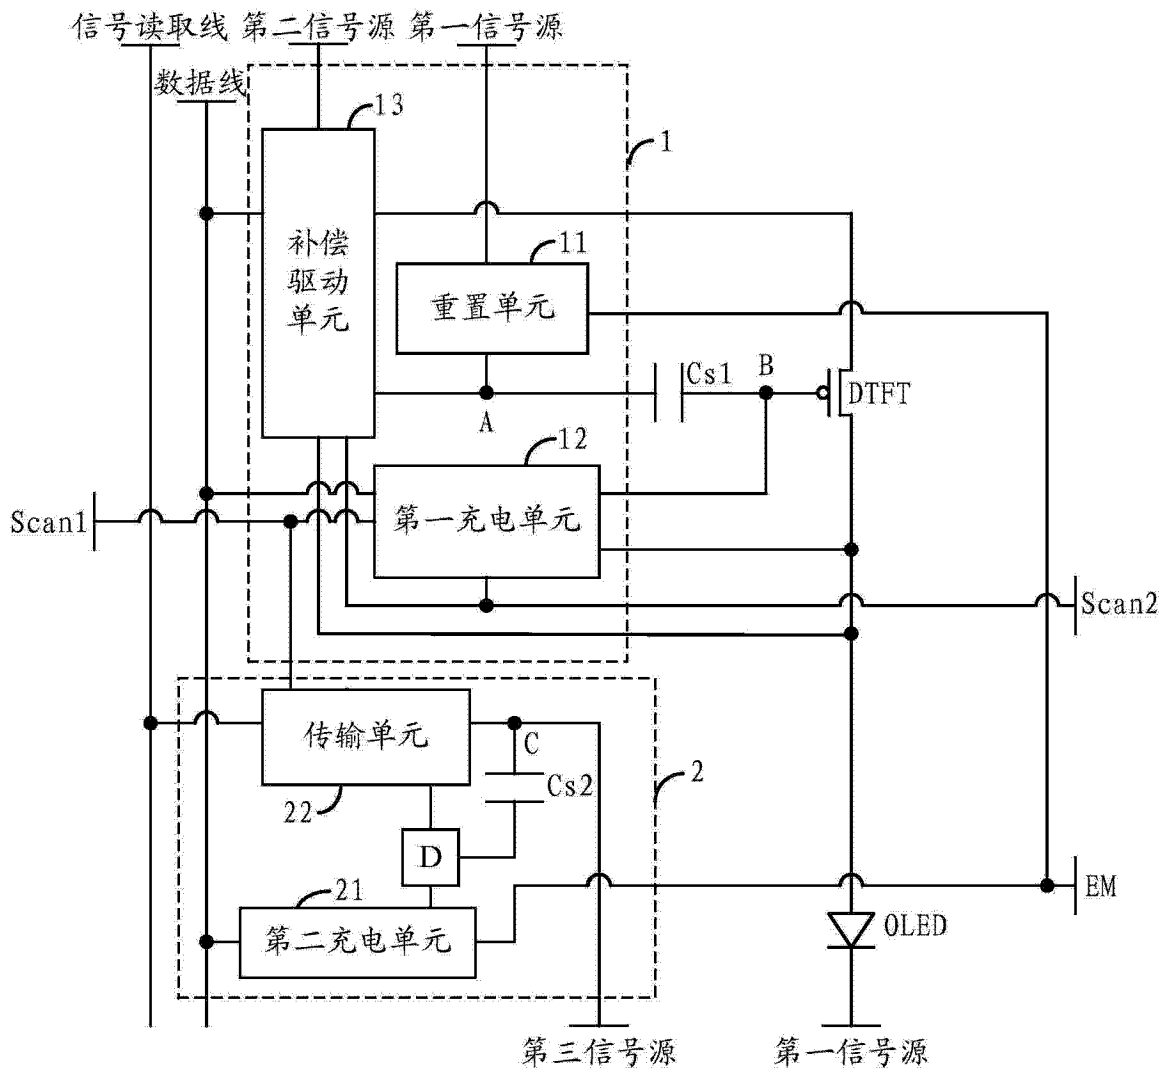 信号读取线 第二信号源 第一信号源
数据线
13
1
补偿
驱动
单元
11
重置单元
Cs1
B
DTFT
A
12
Scan1
第一充电单元
Scan2
传输单元
C
Cs2
2
22
D
21
EM
第二充电单元
OLED
第三信号源
第一信号源